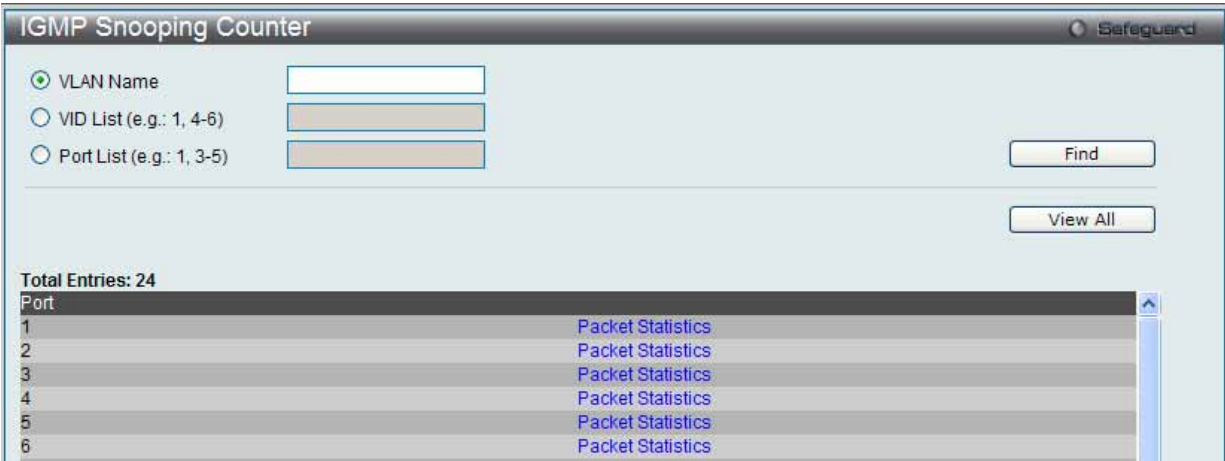 IGMP Snooping Counter
Safeguard
VLAN Name
VID List (e.g.: 1, 4-6)
Port List (e.g.: 1, 3-5)
Find
View All
Total Entries: 24
Port
1 Packet Statistics
2 Packet Statistics
3 Packet Statistics
4 Packet Statistics
5 Packet Statistics
6 Packet Statistics